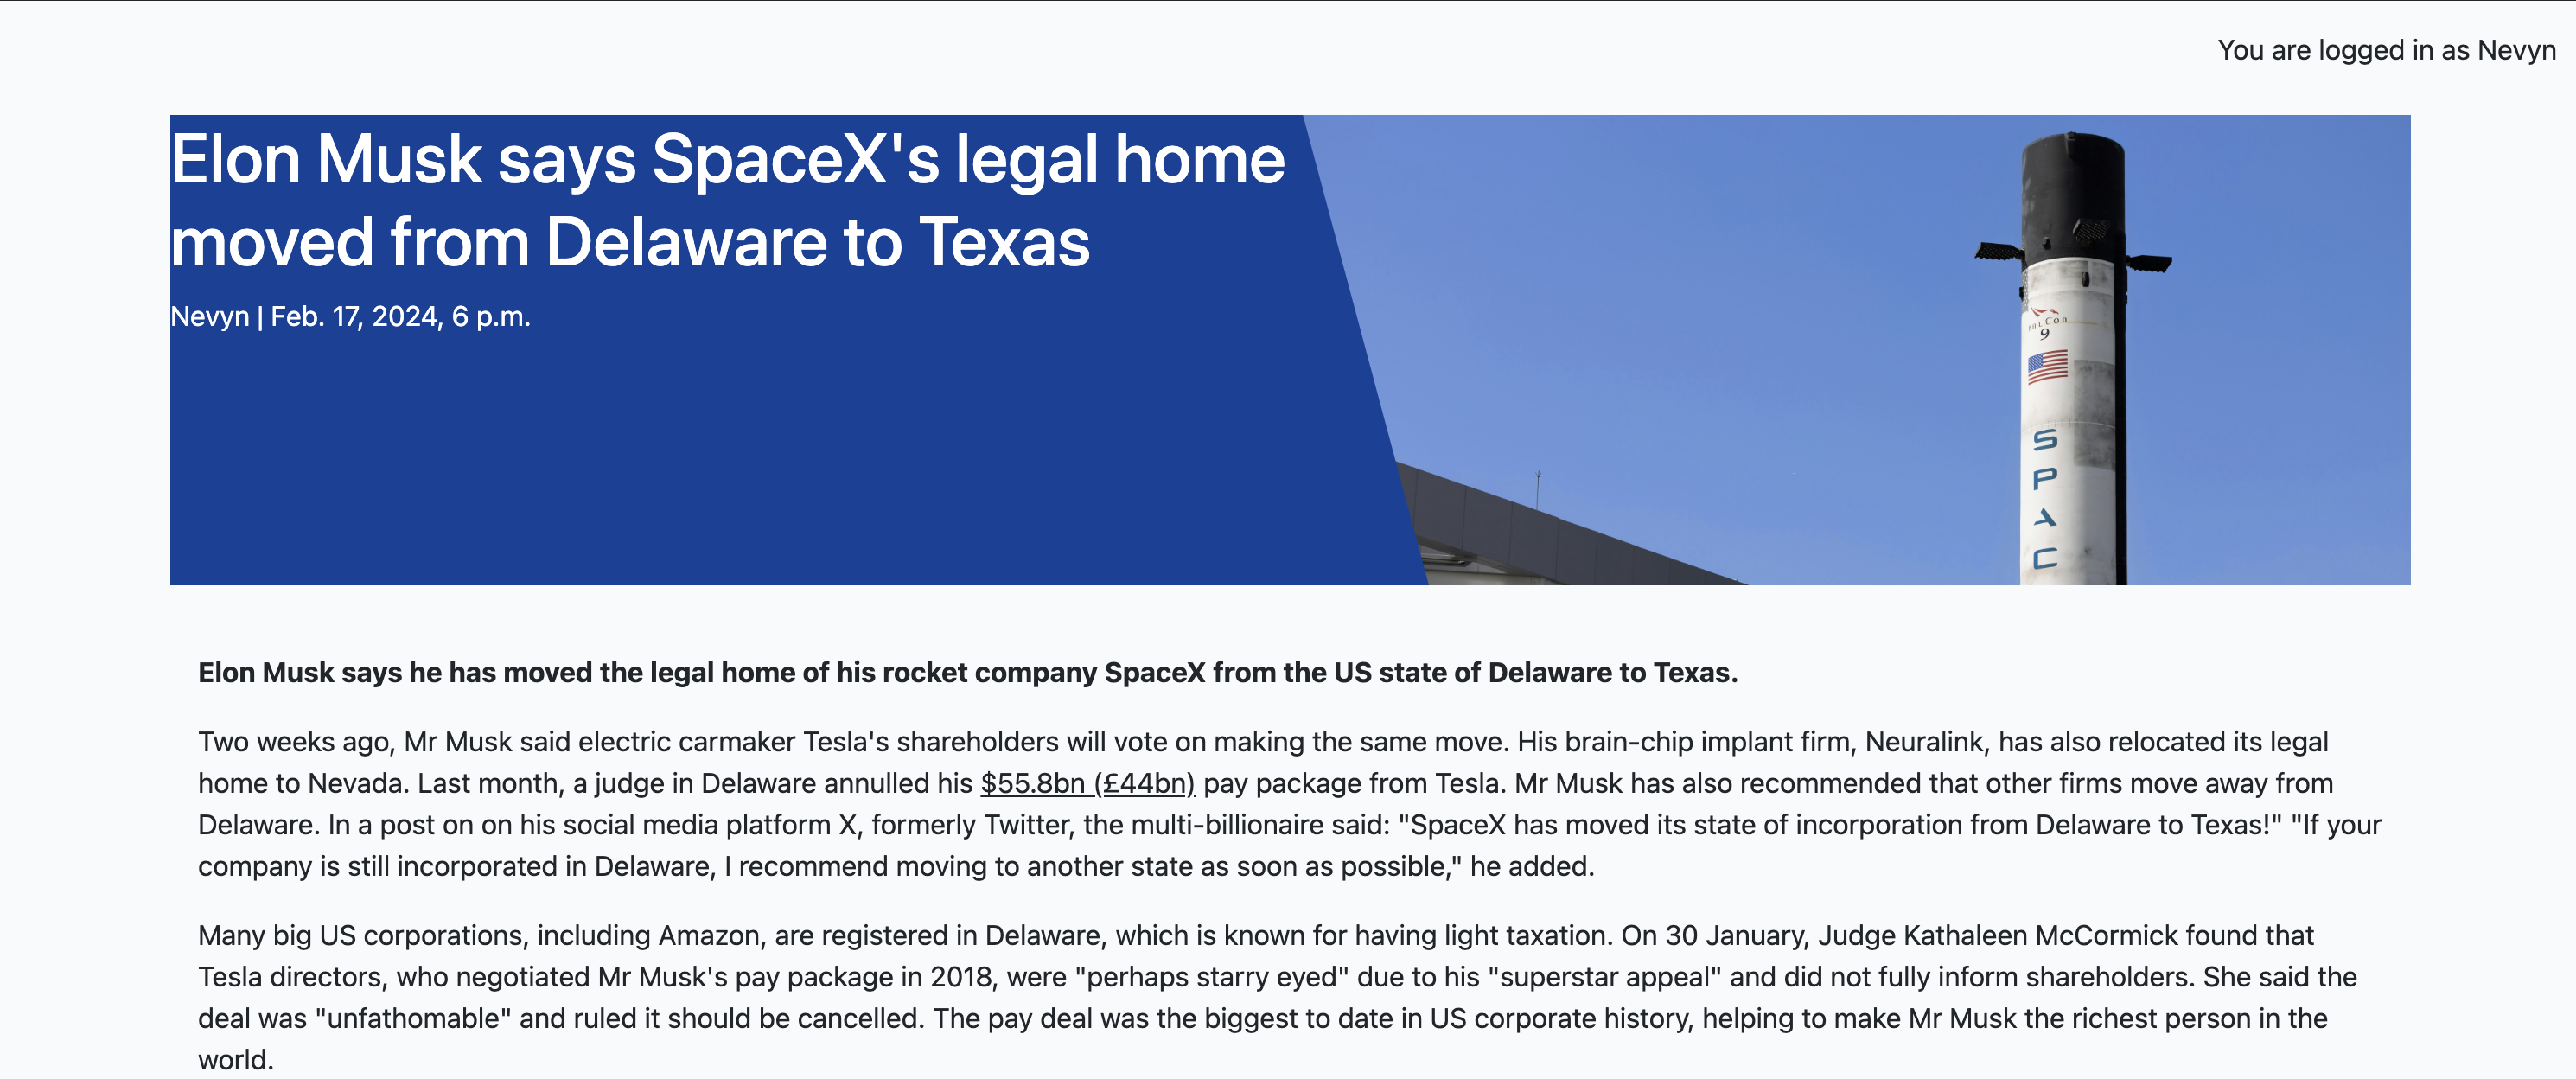 You are logged in as Nevyn
Elon Musk says SpaceX's legal home
moved from Delaware to Texas
Nevyn | Feb. 17, 2024, 6 p.m.
FALCON
9
S
P
A
C
Elon Musk says he has moved the legal home of his rocket company SpaceX from the US state of Delaware to Texas.
Two weeks ago, Mr Musk said electric carmaker Tesla's shareholders will vote on making the same move. His brain-chip implant firm, Neuralink, has also relocated its legal
home to Nevada. Last month, a judge in Delaware annulled his $55.8bn (£44bn) pay package from Tesla. Mr Musk has also recommended that other firms move away from
Delaware. In a post on on his social media platform X, formerly Twitter, the multi-billionaire said: "SpaceX has moved its state of incorporation from Delaware to Texas!" "If your
company is still incorporated in Delaware, I recommend moving to another state as soon as possible," he added.
Many big US corporations, including Amazon, are registered in Delaware, which is known for having light taxation. On 30 January, Judge Kathaleen McCormick found that
Tesla directors, who negotiated Mr Musk's pay package in 2018, were "perhaps starry eyed" due to his "superstar appeal" and did not fully inform shareholders. She said the
deal was "unfathomable" and ruled it should be cancelled. The pay deal was the biggest to date in US corporate history, helping to make Mr Musk the richest person in the
world.